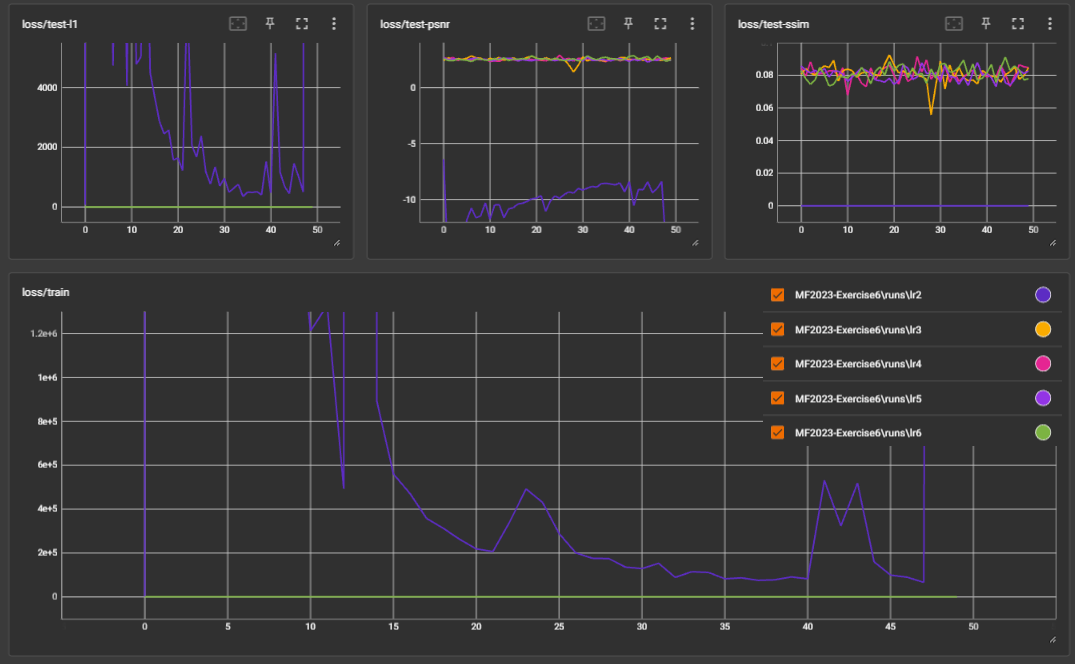 loss/test-l1
4000
2000
0
0
10
20
30
40
50
loss/test-psnr
0
-5
-10
0
10
20
30
40
50
loss/test-ssim
0.08
0.06
0.04
0.02
0
0
10
20
30
40
50
loss/train
1.2e+6
1e+6
8e+5
6e+5
4e+5
2e+5
0
0
5
10
15
20
25
30
35
40
45
50
MF2023-Exercise6\runs\lr2
MF2023-Exercise6\runs\lr3
MF2023-Exercise6\runs\lr4
MF2023-Exercise6\runs\lr5
MF2023-Exercise6\runs\lr6